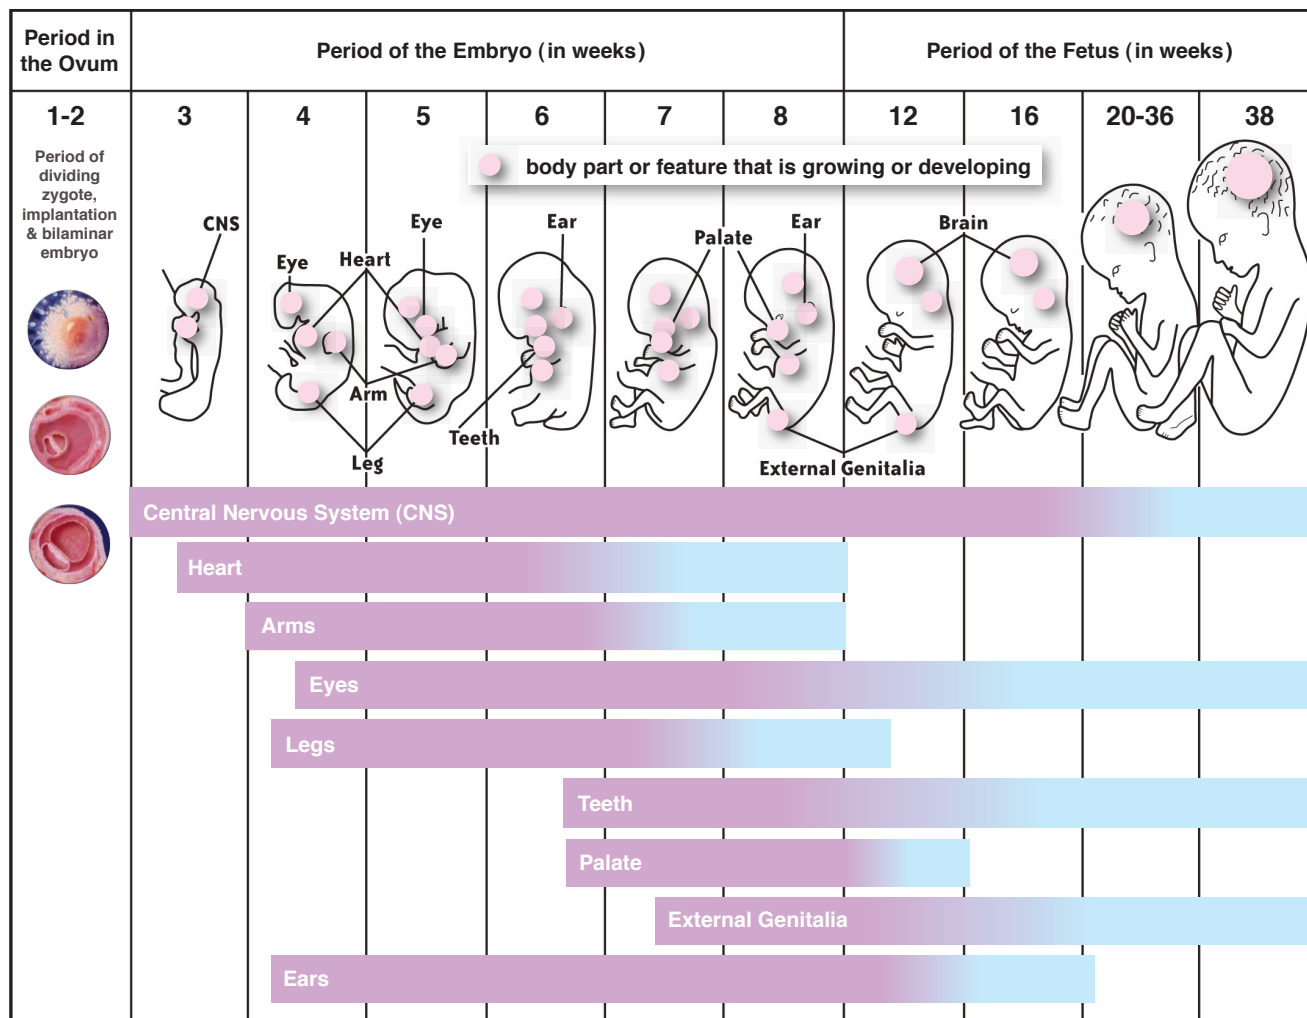 Period in
the Ovum
Period of the Embryo (in weeks)
Period of the Fetus (in weeks)
1-2
3
4
5
6
7
8
12
16
20-36
38
Period of
dividing
zygote,
implantation
& bilaminar
embryo
body part or feature that is growing or developing
CNS
Eye
Heart
Eye
Ear
Palate
Ear
Brain
Arm
Leg
Teeth
External Genitalia
Central Nervous System (CNS)
Heart
Arms
Eyes
Legs
Teeth
Palate
External Genitalia
Ears